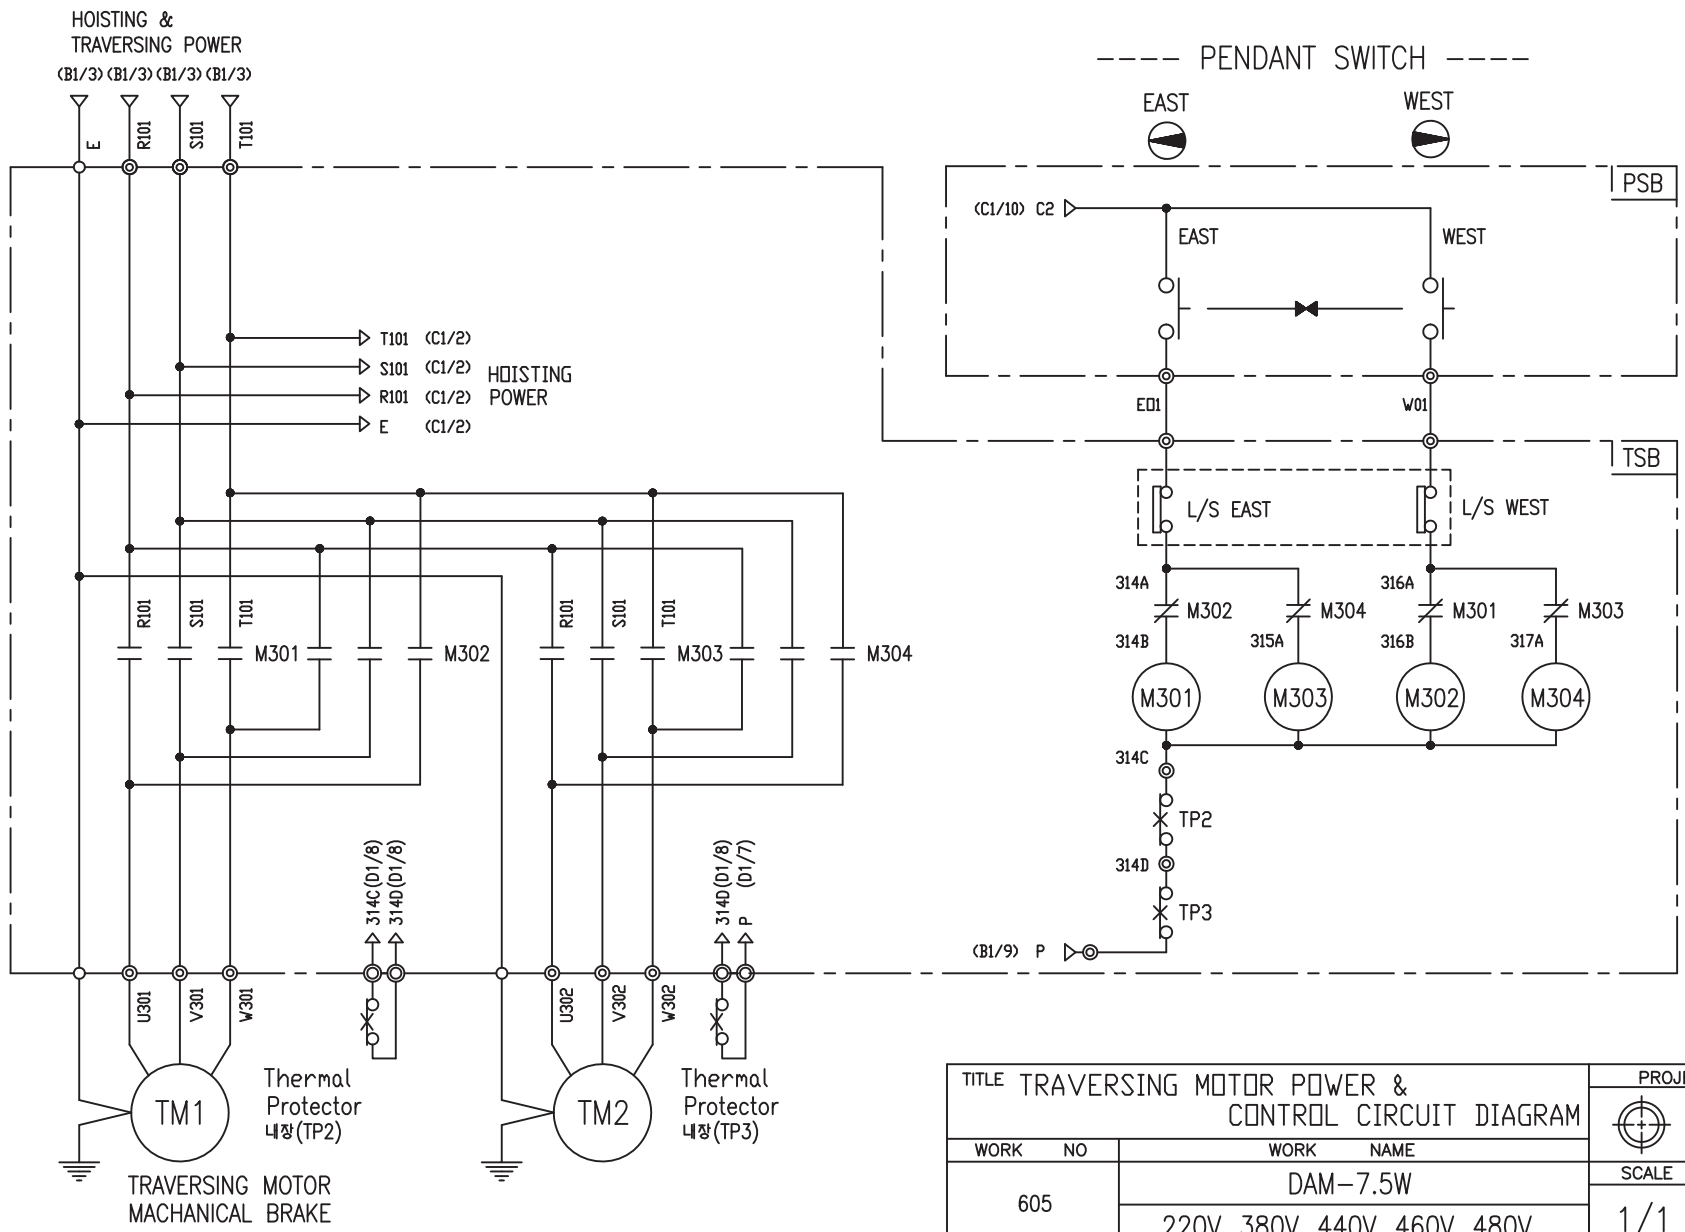 HOISTING &
TRAVERSING POWER
(B1/3) (B1/3) (B1/3) (B1/3)
E R101 S101 T101
T101 (C1/2)
S101 (C1/2)
R101 (C1/2)
E (C1/2)
HOISTING
POWER
R101 S101 T101 R101 S101 T101
M301 M302 M303 M304
314C(D1/8) 314D(D1/8) 314D(D1/8) P (D1/7)
U301 V301 W301 U302 V302 W302
TM1
Thermal
Protector
내장(TP2)
TM2
Thermal
Protector
내장(TP3)
TRAVERSING MOTOR
MACHANICAL BRAKE
PENDANT SWITCH
EAST WEST
PSB
(C1/10) C2
EAST WEST
E01 W01
TSB
L/S EAST L/S WEST
314A 316A
M302 M304 M301 M303
314B 315A 316B 317A
M301 M303 M302 M304
314C
TP2
314D
TP3
(B1/9) P
TITLE TRAVERSING MOTOR POWER &
CONTROL CIRCUIT DIAGRAM
WORK NO WORK NAME
605
DAM-7.5W
220V 380V 440V 460V 480V
PROJE
SCALE
1/1